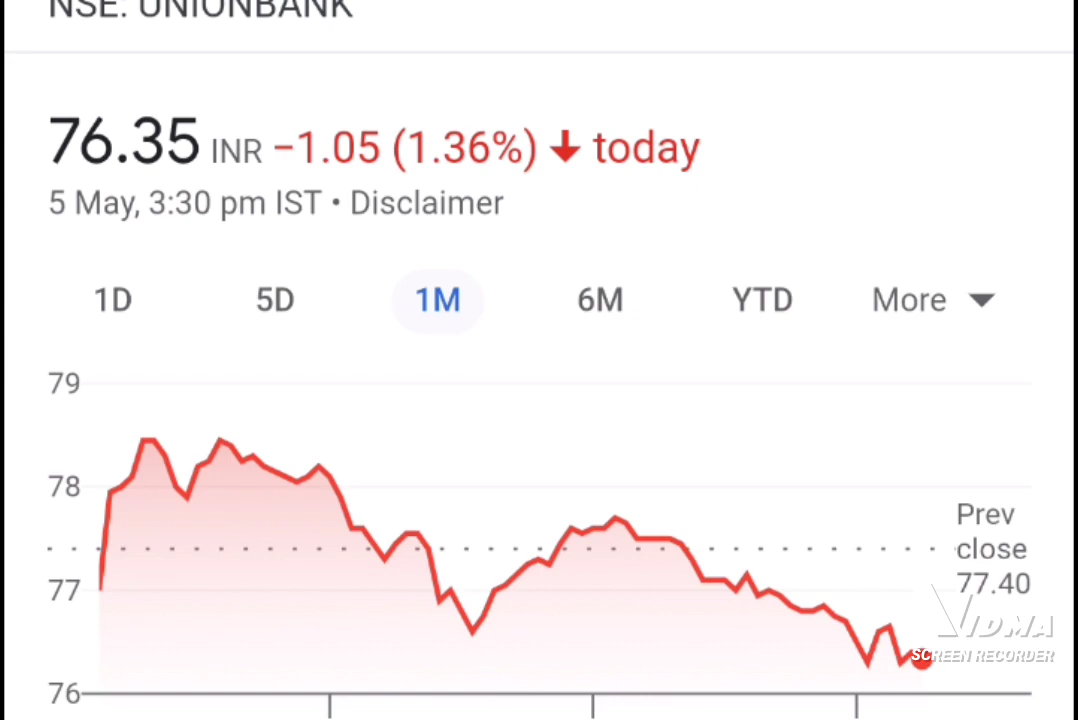 NSE: UNIONBANK
76.35 INR −1.05 (1.36%) ↓ today
5 May, 3:30 pm IST • Disclaimer
1D 5D 1M 6M YTD More
79
78
77
76
Prev
close
77.40
VIDMA
SCREEN RECORDER